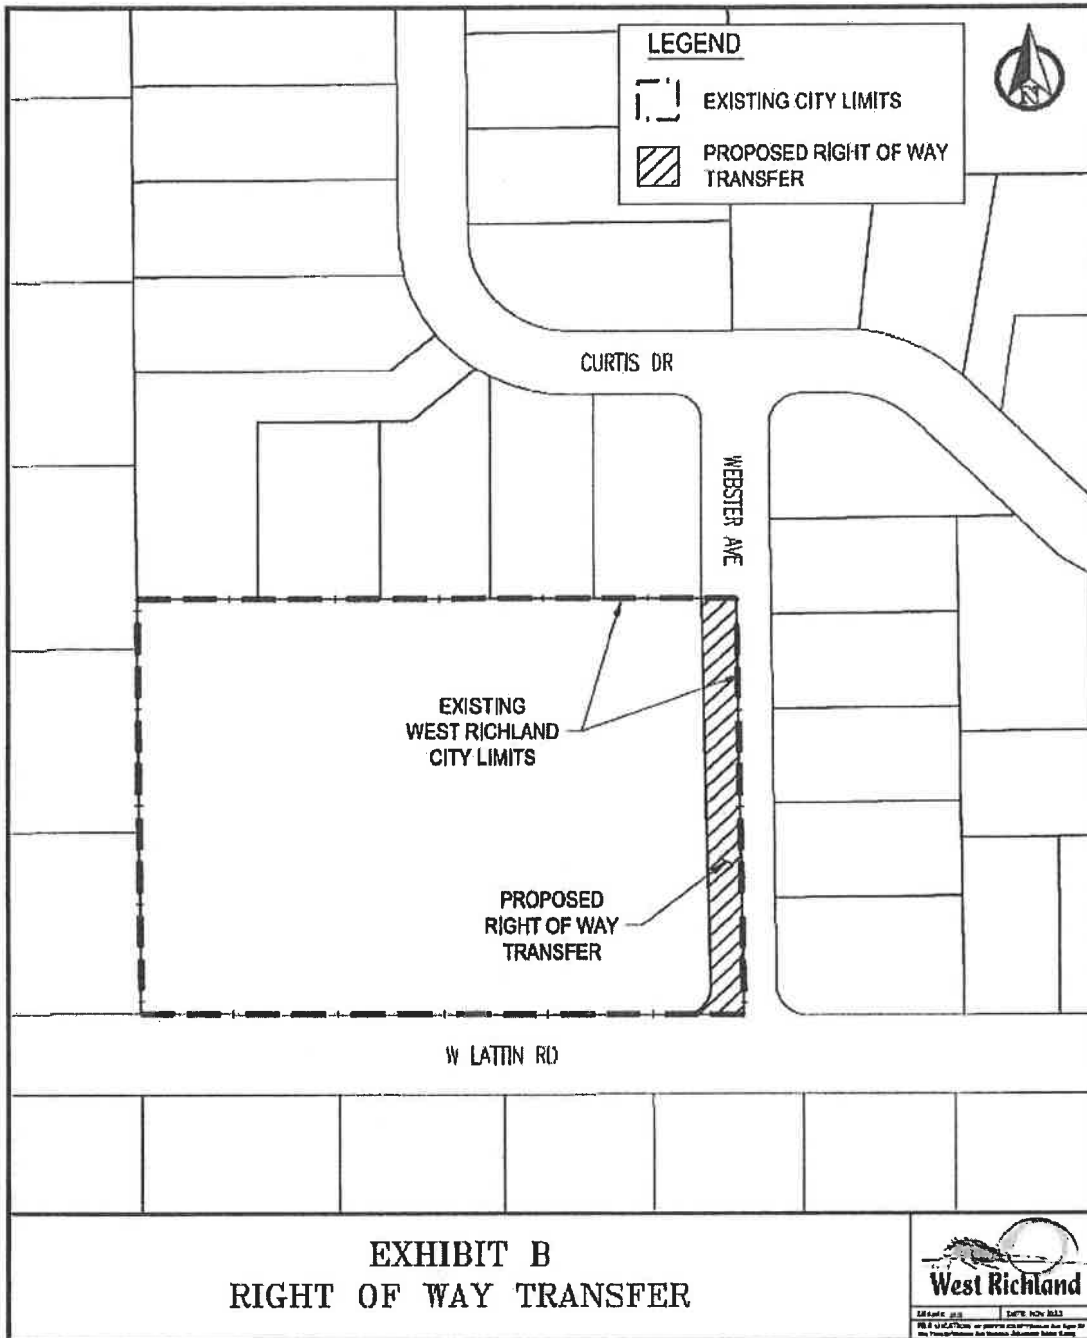 LEGEND
EXISTING CITY LIMITS
PROPOSED RIGHT OF WAY
TRANSFER
N
CURTIS DR
WEBSTER AVE
EXISTING
WEST RICHLAND
CITY LIMITS
PROPOSED
RIGHT OF WAY
TRANSFER
W LATTIN RD
EXHIBIT B
RIGHT OF WAY TRANSFER
West Richland